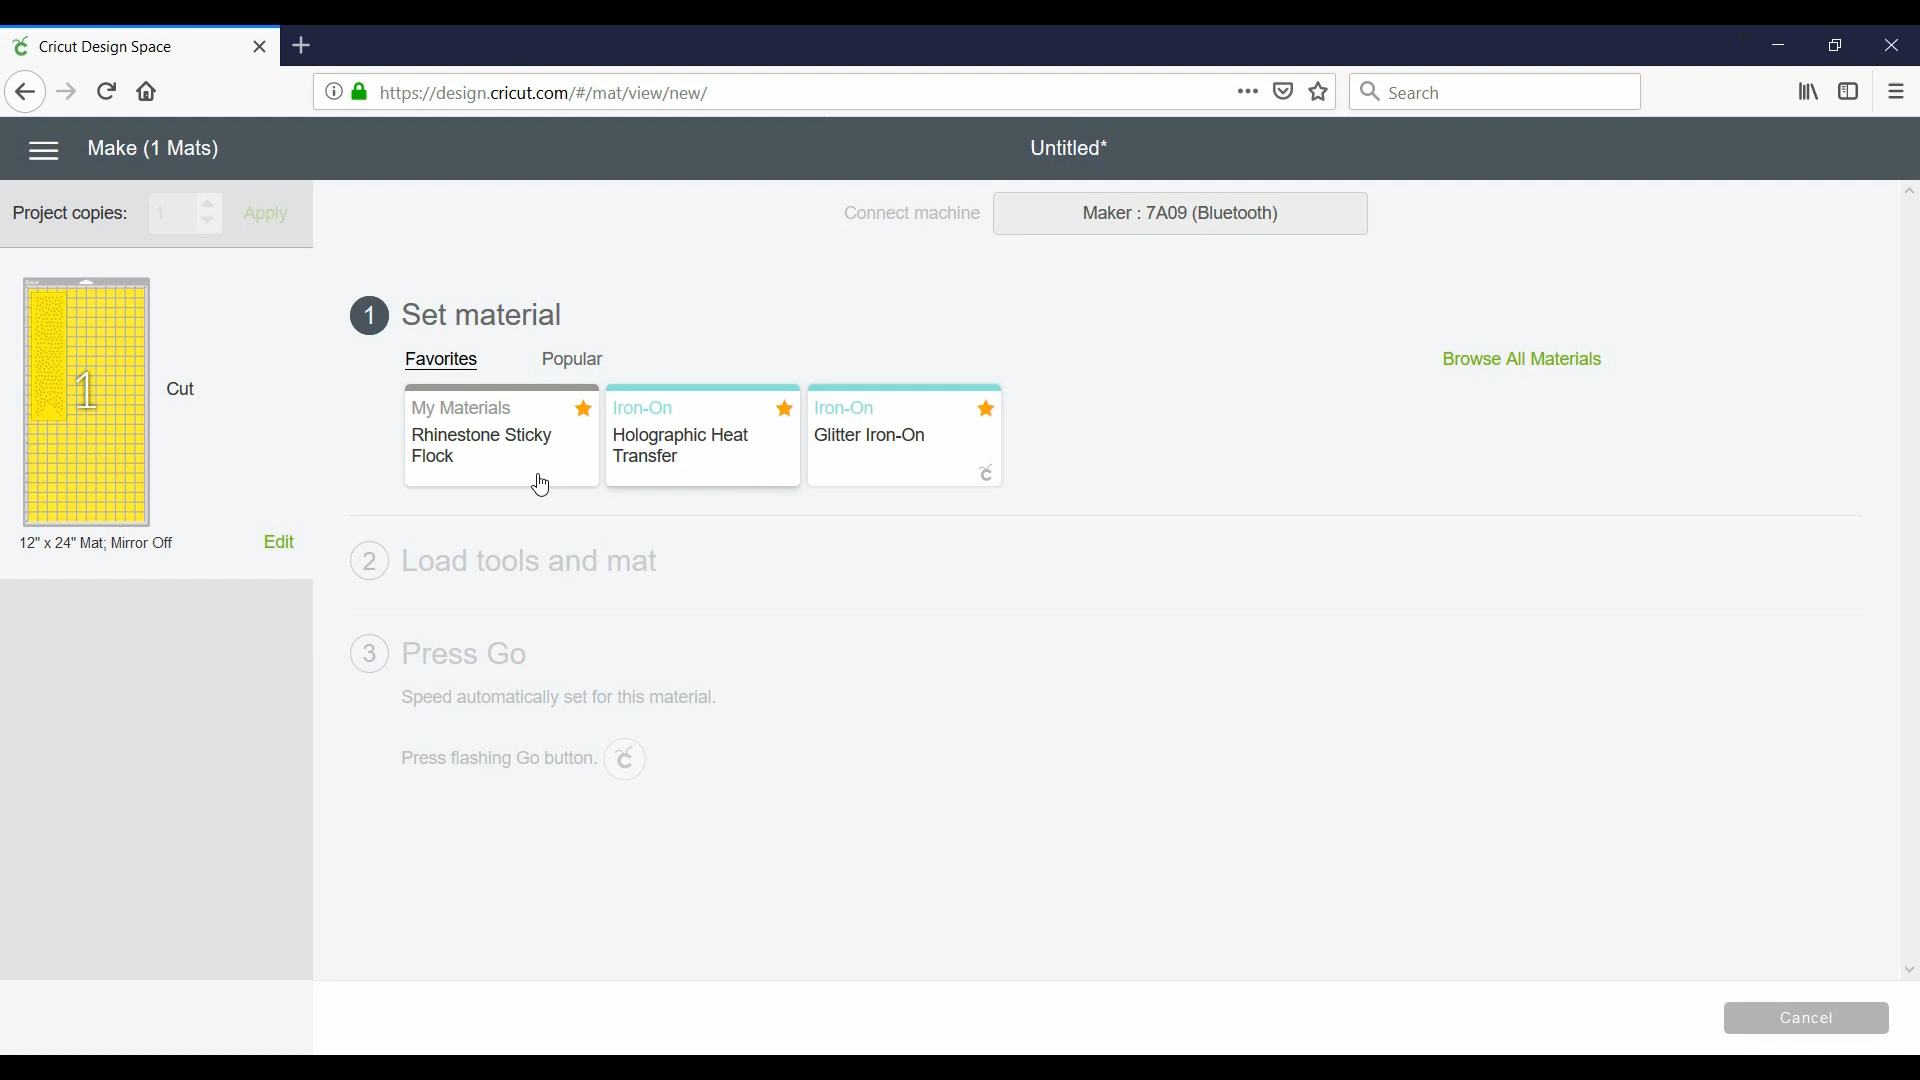 Cricut Design Space
https://design.cricut.com/#/mat/view/new/
Search
Make (1 Mats)
Untitled*
Project copies:
1
Apply
Connect machine
Maker : 7A09 (Bluetooth)
1
Cut
12" x 24" Mat; Mirror Off
Edit
1 Set material
Favorites
Popular
Browse All Materials
My Materials
Rhinestone Sticky
Flock
Iron-On
Holographic Heat
Transfer
Iron-On
Glitter Iron-On
2 Load tools and mat
3 Press Go
Speed automatically set for this material.
Press flashing Go button.
Cancel